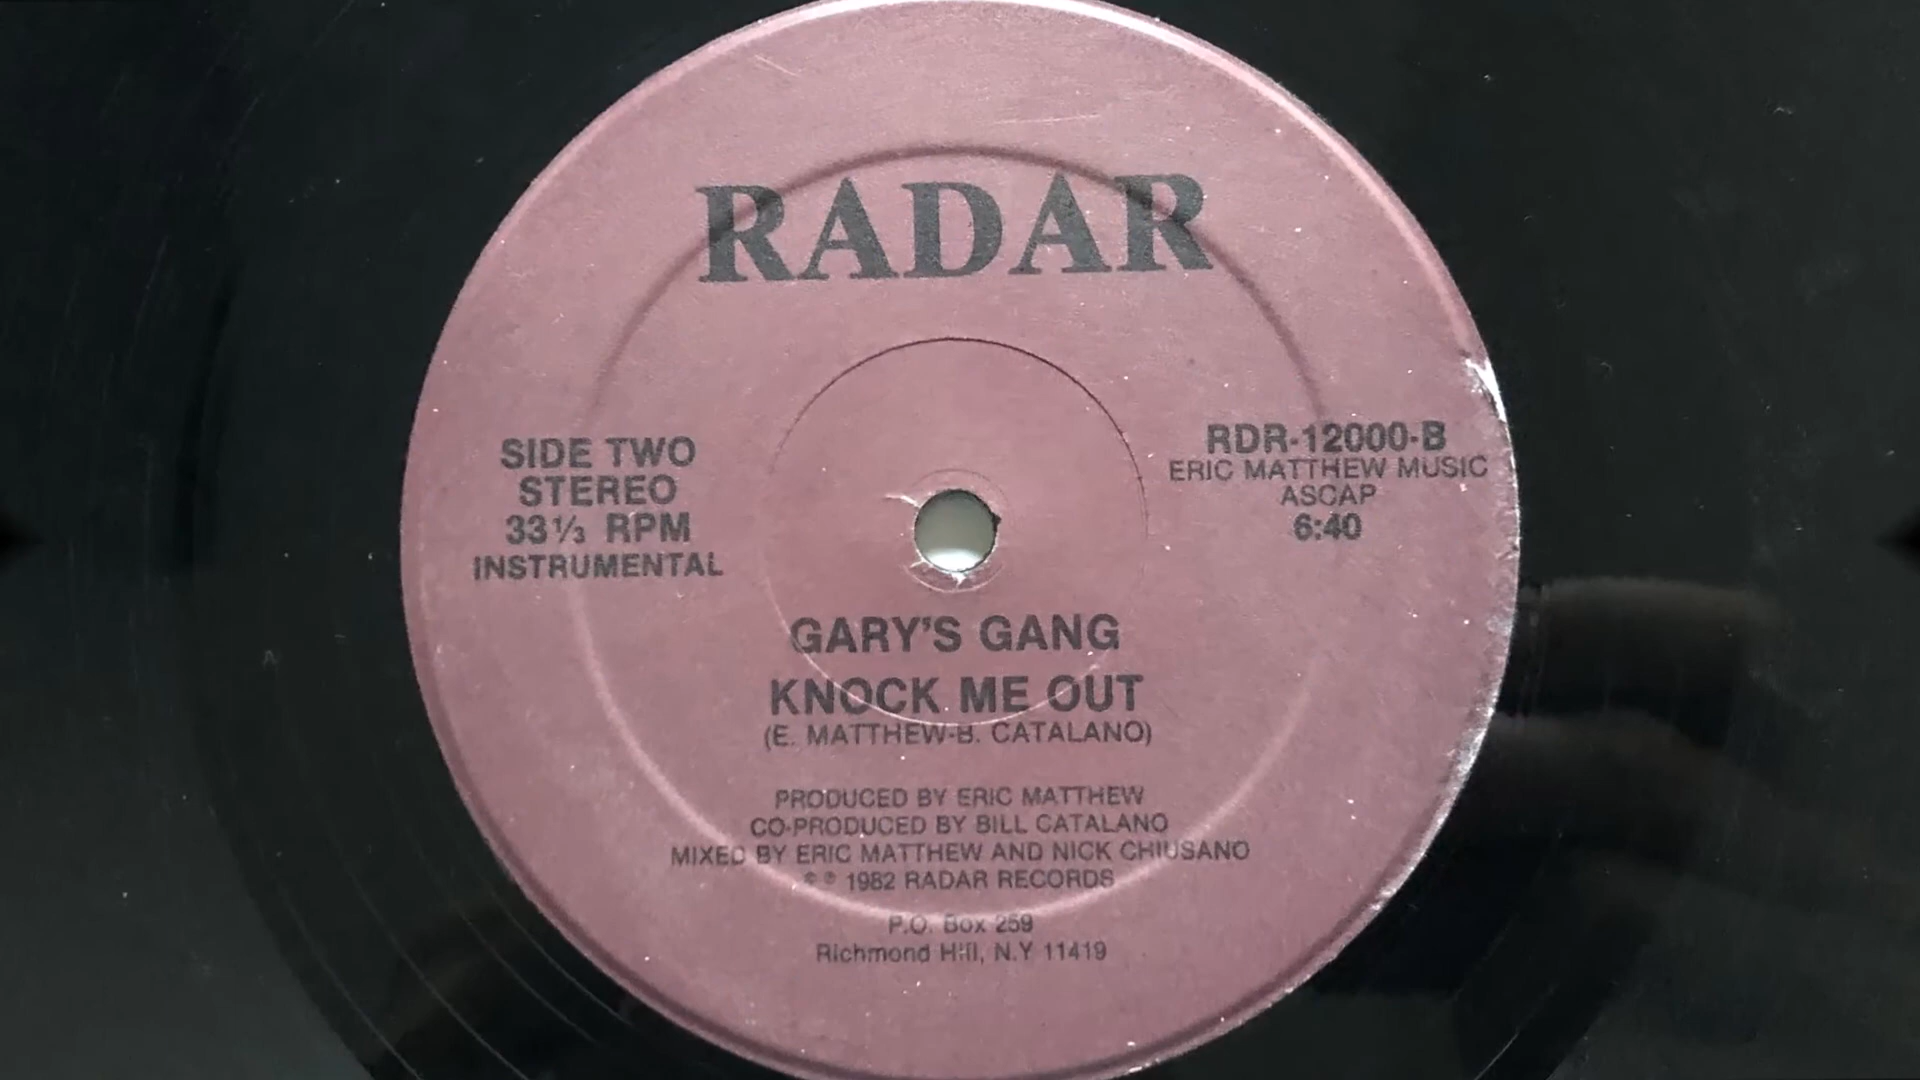 RADAR
SIDE TWO
STEREO
33⅓ RPM
INSTRUMENTAL
RDR-12000-B
ERIC MATTHEW MUSIC
ASCAP
6:40
GARY'S GANG
KNOCK ME OUT
(E. MATTHEW-B. CATALANO)
PRODUCED BY ERIC MATTHEW
CO-PRODUCED BY BILL CATALANO
MIXED BY ERIC MATTHEW AND NICK CHIUSANO
© ℗ 1982 RADAR RECORDS
P.O. Box 259
Richmond Hill, N.Y 11419